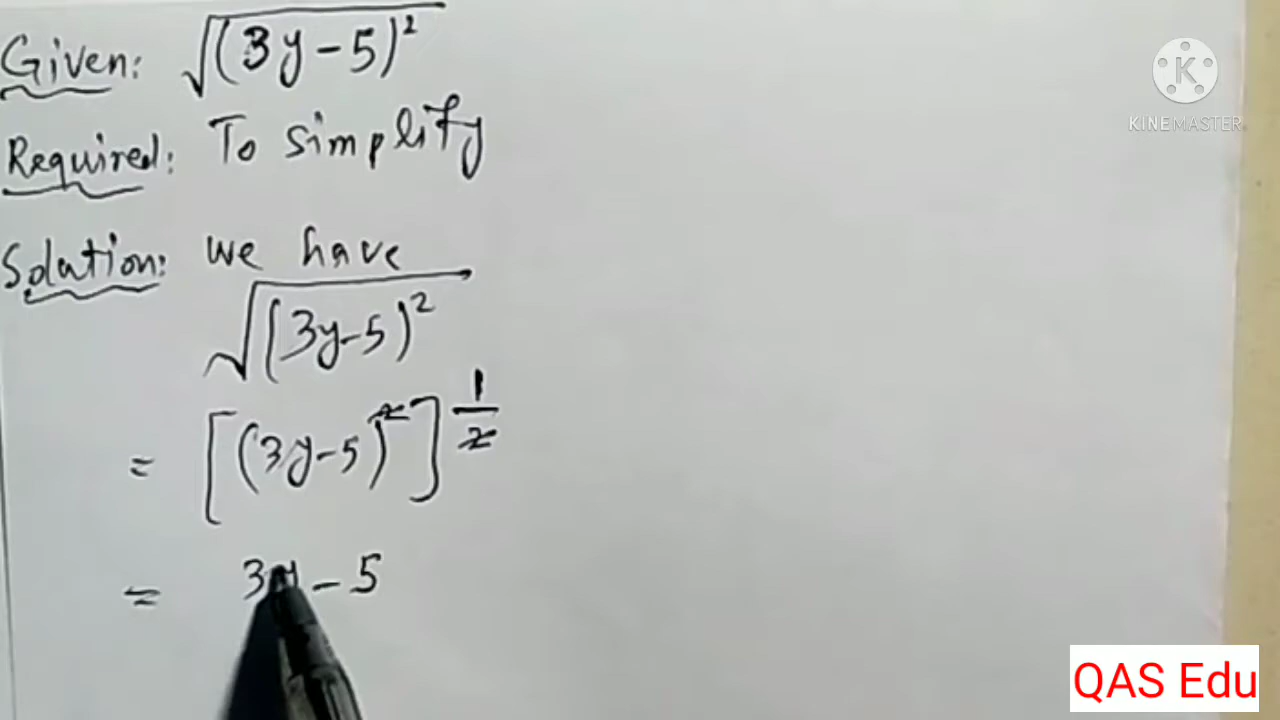 Given: √(3y-5)²
KINEMASTER
Required: To simplify
Solution: we have
√(3y-5)²
= [(3y-5)²]^1/2
= 3y-5
QAS Edu